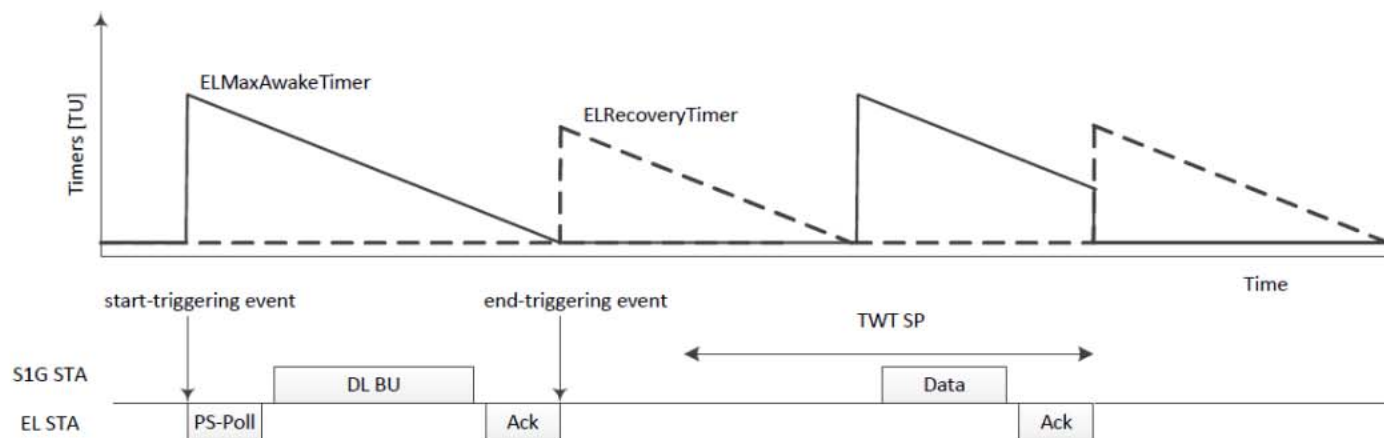 Timers [TU]
ELMaxAwakeTimer
ELRecoveryTimer
Time
start-triggering event
end-triggering event
TWT SP
S1G STA
DL BU
Data
EL STA
PS-Poll
Ack
Ack